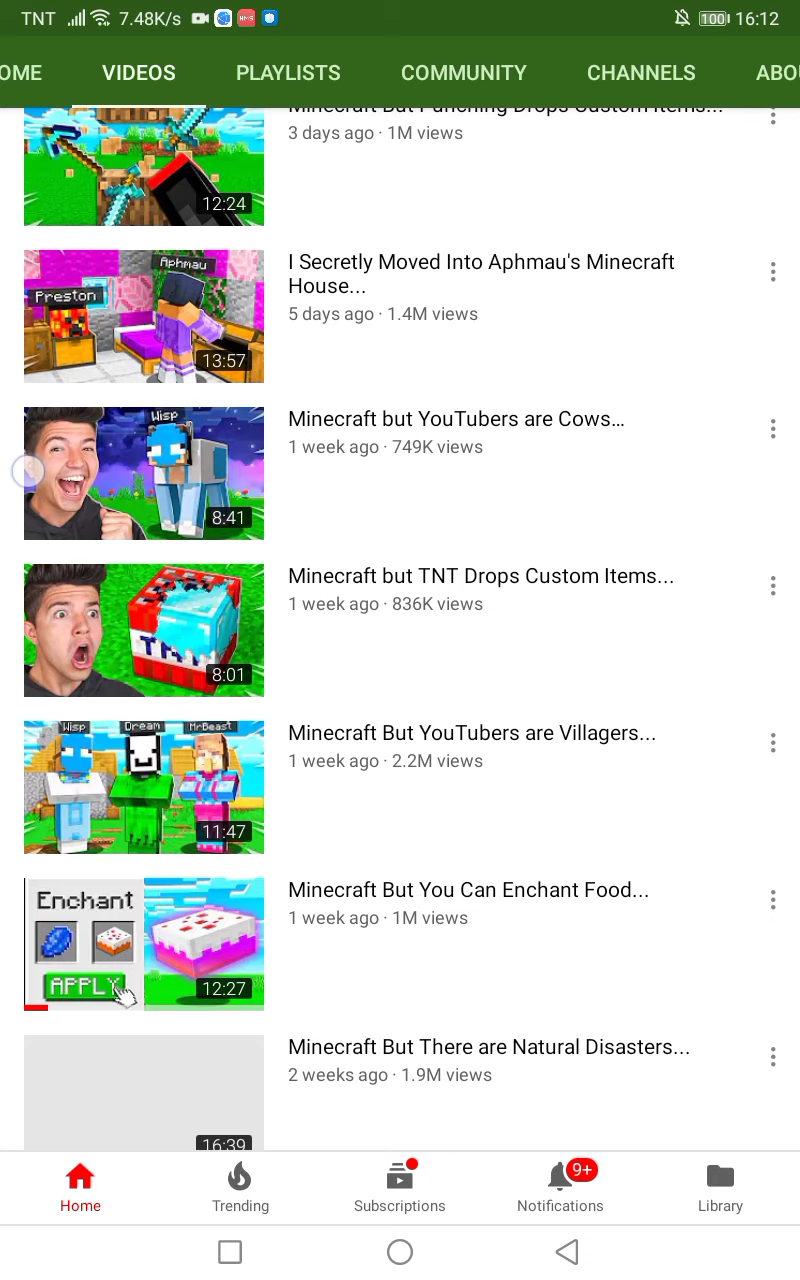 TNT 7.48K/s HMS 100 16:12
OME VIDEOS PLAYLISTS COMMUNITY CHANNELS ABO
Minecraft But Punching Drops Custom Items...
3 days ago · 1M views
12:24
I Secretly Moved Into Aphmau's Minecraft
House...
5 days ago · 1.4M views
Aphmau
Preston
13:57
Minecraft but YouTubers are Cows…
1 week ago · 749K views
Wisp
8:41
Minecraft but TNT Drops Custom Items...
1 week ago · 836K views
TNT
8:01
Minecraft But YouTubers are Villagers...
1 week ago · 2.2M views
Wisp Dream MrBeast
11:47
Minecraft But You Can Enchant Food...
1 week ago · 1M views
Enchant
APPLY
12:27
Minecraft But There are Natural Disasters...
2 weeks ago · 1.9M views
16:39
9+
Home Trending Subscriptions Notifications Library